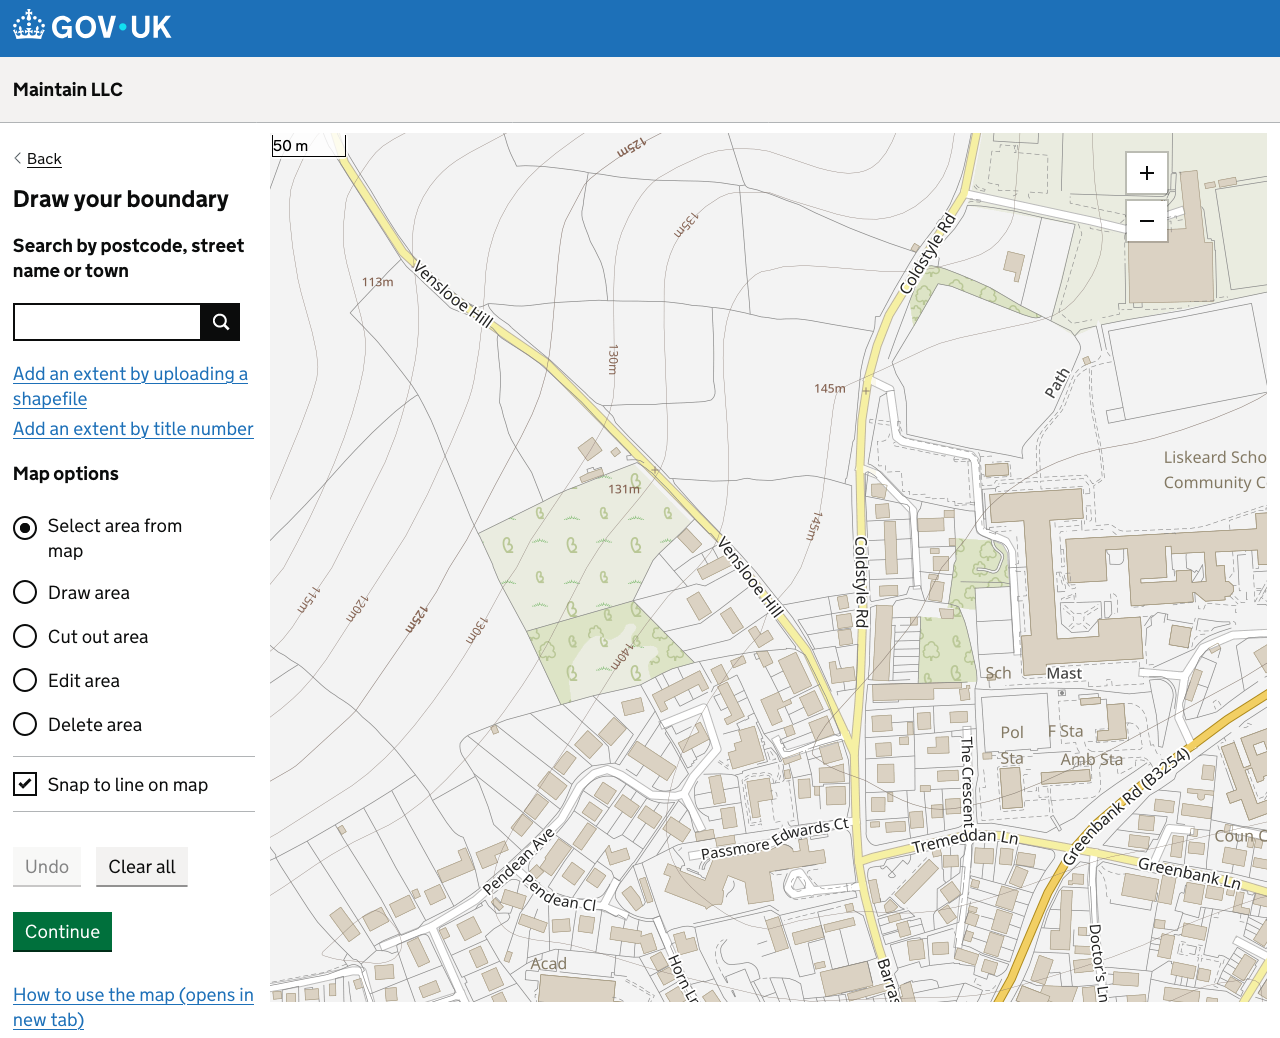 GOV·UK
Maintain LLC
Back
Draw your boundary
Search by postcode, street
name or town
Add an extent by uploading a
shapefile
Add an extent by title number
Map options
Select area from
map
Draw area
Cut out area
Edit area
Delete area
Snap to line on map
Undo
Clear all
Continue
How to use the map (opens in
new tab)
50 m
+
−
125m
135m
Coldstyle Rd
113m
Venslooe Hill
130m
145m
Path
Liskeard Scho
Community C
131m
145m
Venslooe Hill
Coldstyle Rd
115m
120m
125m
130m
140m
Sch
Mast
Pol
Sta
F Sta
Amb Sta
The Crescent
Greenbank Rd (B3254)
Passmore Edwards Ct
Tremeddan Ln
Coun C
Pendean Ave
Pendean Cl
Greenbank Ln
Acad
Horn Ln
Barras
Doctor's Ln